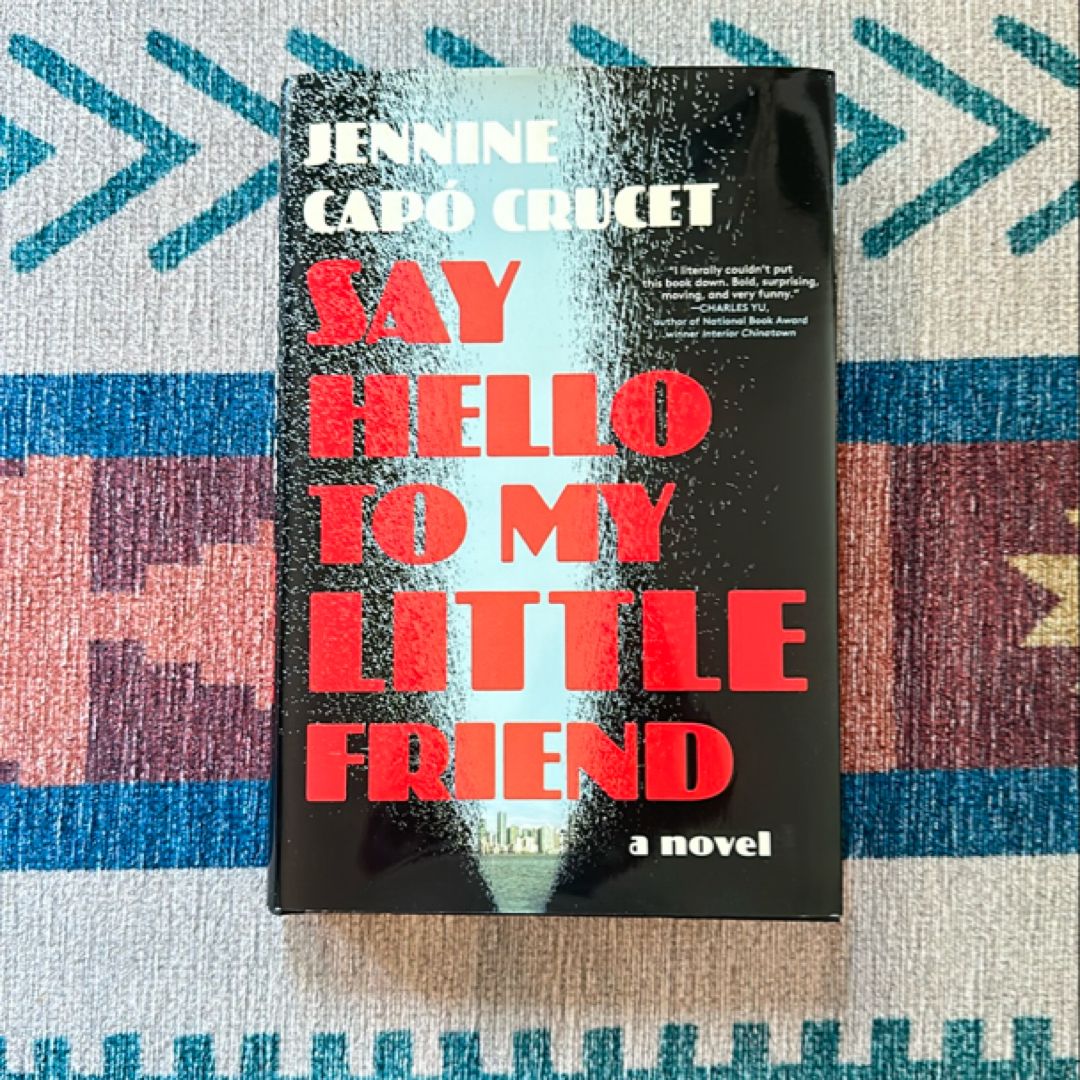 JENNINE
CAPÓ CRUCET
SAY
HELLO
TO MY
LITTLE
FRIEND
"I literally couldn't put
this book down. Bold, surprising,
moving, and very funny."
—CHARLES YU,
author of National Book Award
winner Interior Chinatown
a novel